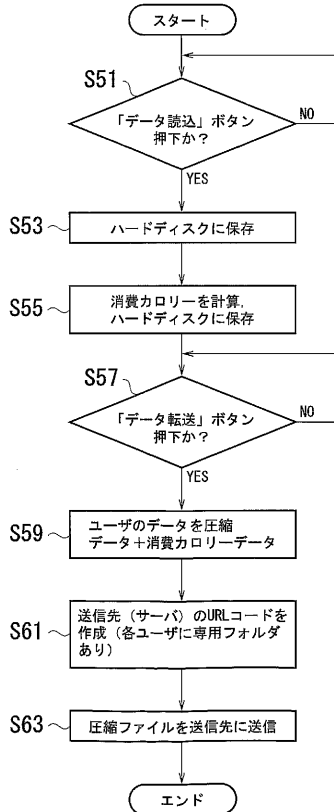 スタート
S51
「データ読込」ボタン
押下か？
NO
YES
S53
ハードディスクに保存
S55
消費カロリーを計算,
ハードディスクに保存
S57
「データ転送」ボタン
押下か？
NO
YES
S59
ユーザのデータを圧縮
データ+消費カロリーデータ
S61
送信先（サーバ）のURLコードを
作成（各ユーザに専用フォルダ
あり）
S63
圧縮ファイルを送信先に送信
エンド